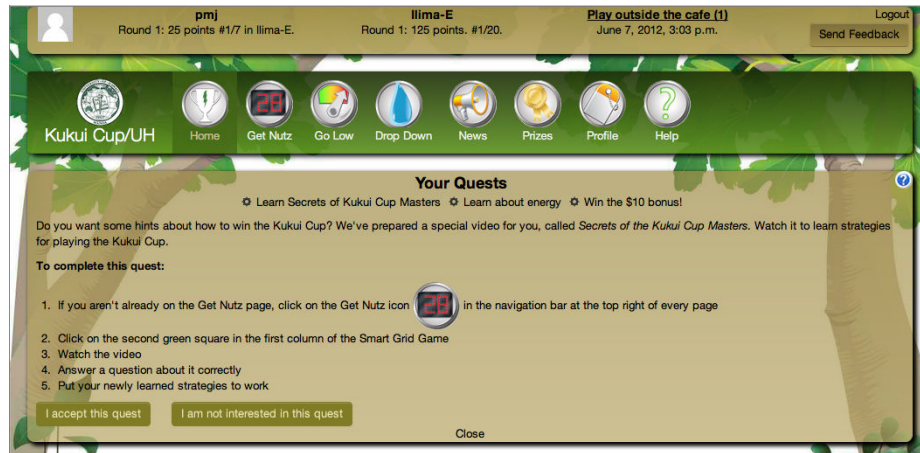 pmj
Round 1: 25 points #1/7 in Ilima-E.
Ilima-E
Round 1: 125 points. #1/20.
Play outside the cafe (1)
June 7, 2012, 3:03 p.m.
Logout
Send Feedback
Kukui Cup/UH
Home
28
Get Nutz
Go Low
Drop Down
News
Prizes
Profile
?
Help
Your Quests
?
Learn Secrets of Kukui Cup Masters Learn about energy Win the $10 bonus!
Do you want some hints about how to win the Kukui Cup? We've prepared a special video for you, called Secrets of the Kukui Cup Masters. Watch it to learn strategies
for playing the Kukui Cup.
To complete this quest:
1. If you aren't already on the Get Nutz page, click on the Get Nutz icon 28 in the navigation bar at the top right of every page
2. Click on the second green square in the first column of the Smart Grid Game
3. Watch the video
4. Answer a question about it correctly
5. Put your newly learned strategies to work
I accept this quest
I am not interested in this quest
Close